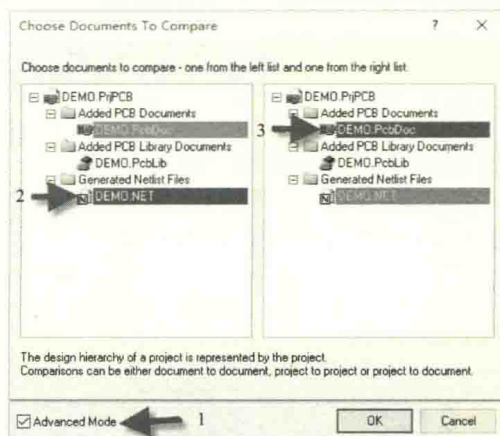 Choose Documents To Compare ? ×
Choose documents to compare - one from the left list and one from the right list.
DEMO.PrjPCB
Added PCB Documents
DEMO.PcbDoc
Added PCB Library Documents
DEMO.PcbLib
Generated Netlist Files
2 DEMO.NET
DEMO.PrjPCB
Added PCB Documents
3 DEMO.PcbDoc
Added PCB Library Documents
DEMO.PcbLib
Generated Netlist Files
DEMO.NET
The design hierarchy of a project is represented by the project.
Comparisons can be either document to document, project to project or project to document.
Advanced Mode 1 OK Cancel